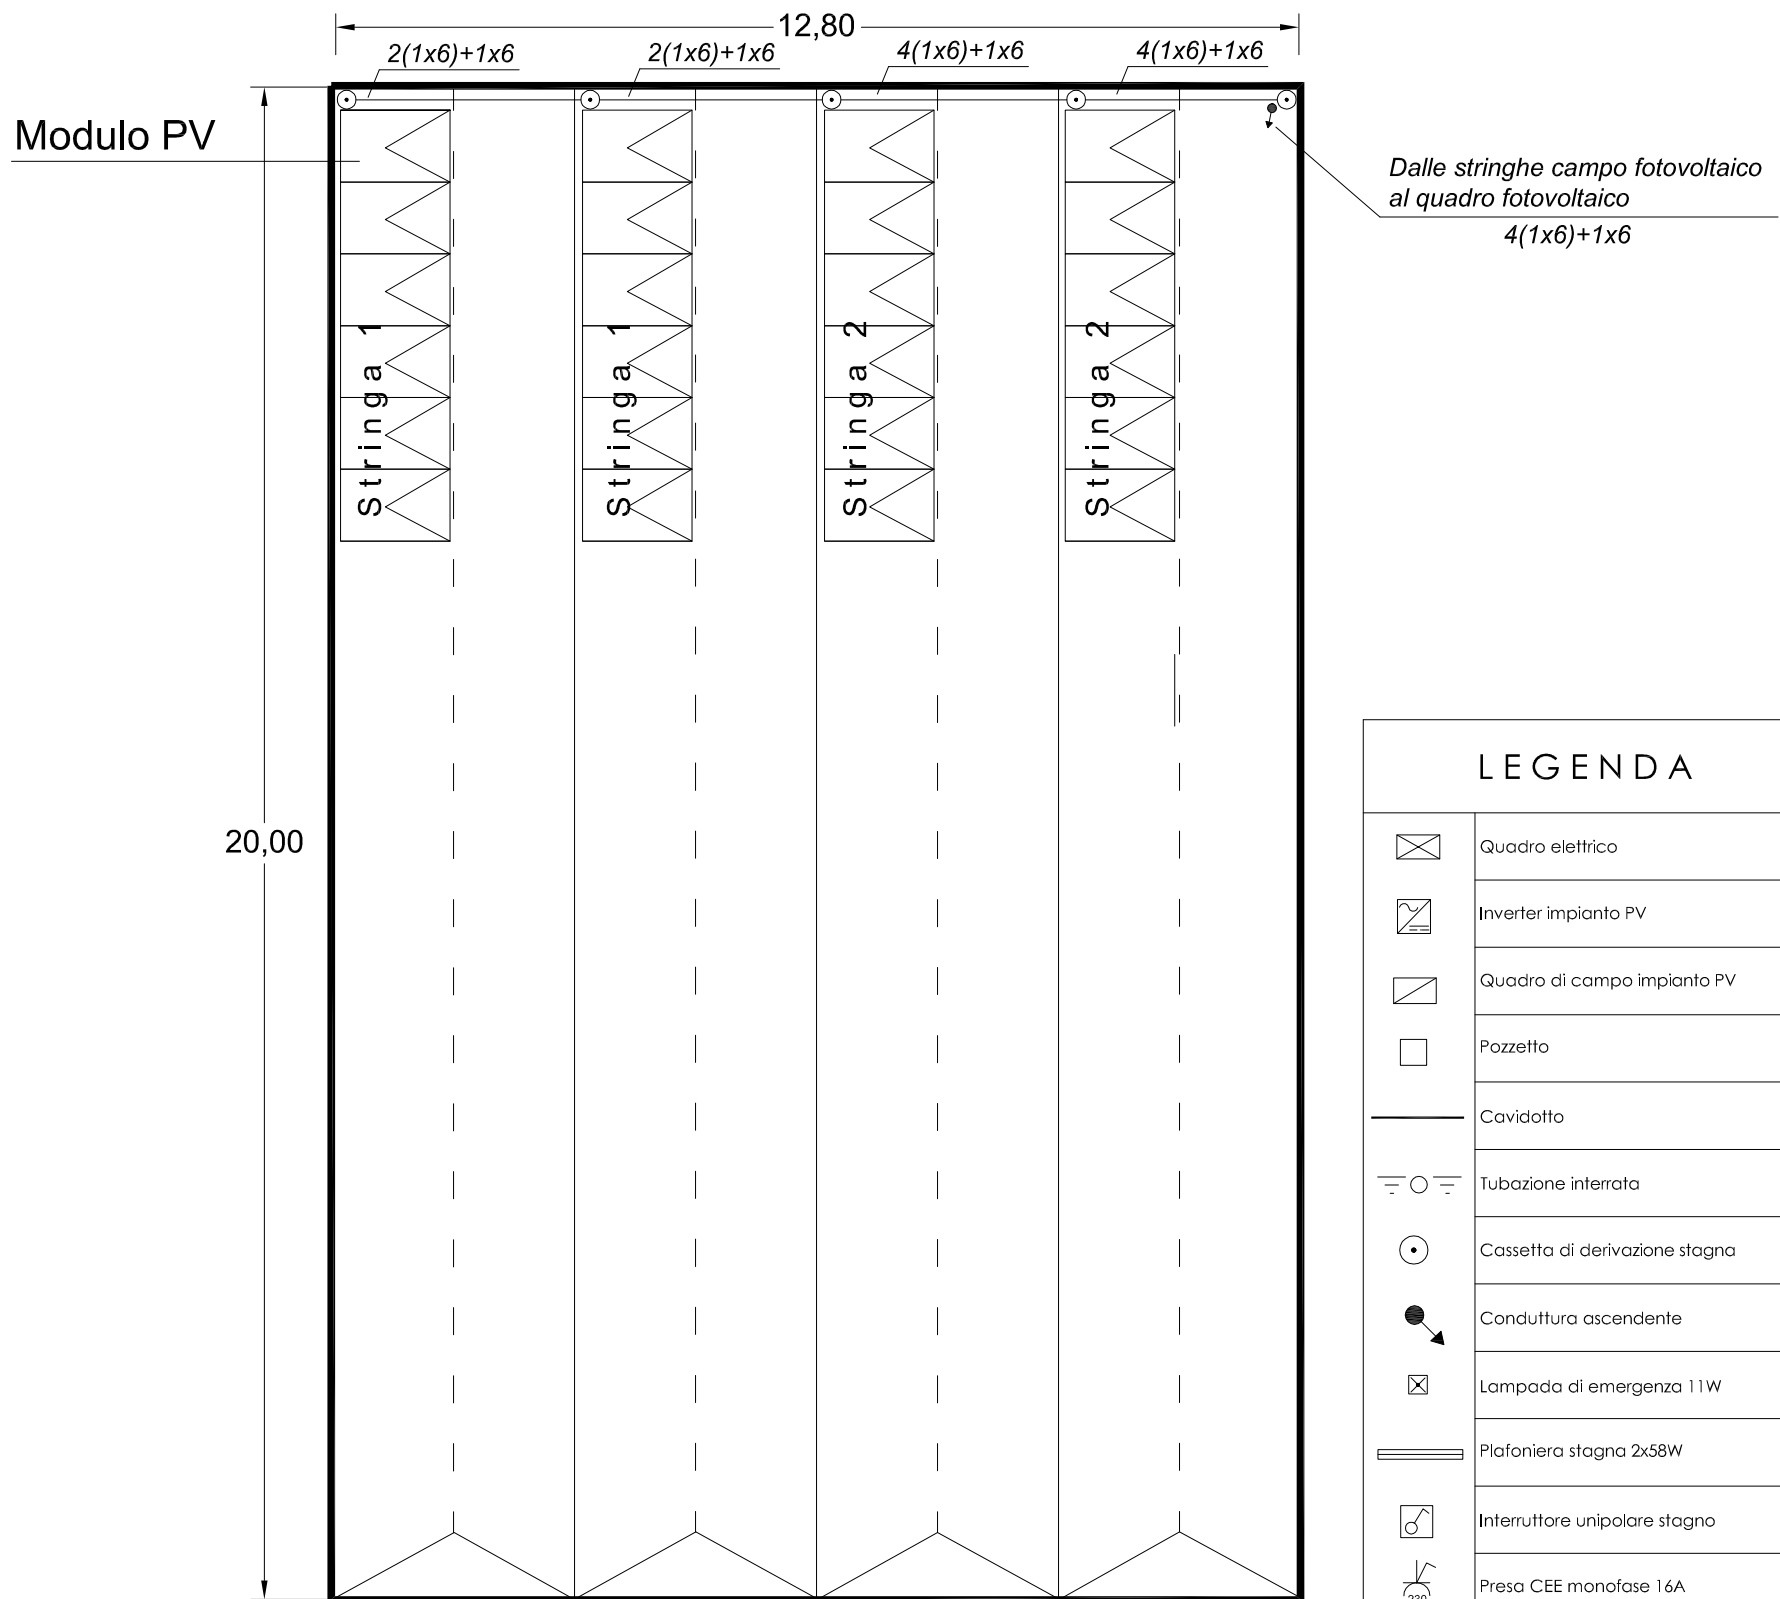 12,80
2(1x6)+1x6
2(1x6)+1x6
4(1x6)+1x6
4(1x6)+1x6
Modulo PV
Dalle stringhe campo fotovoltaico
al quadro fotovoltaico
4(1x6)+1x6
Stringa 1
Stringa 1
Stringa 2
Stringa 2
20,00
LEGENDA
Quadro elettrico
Inverter impianto PV
Quadro di campo impianto PV
Pozzetto
Cavidotto
Tubazione interrata
Cassetta di derivazione stagna
Conduttura ascendente
Lampada di emergenza 11W
Plafoniera stagna 2x58W
Interruttore unipolare stagno
Presa CEE monofase 16A